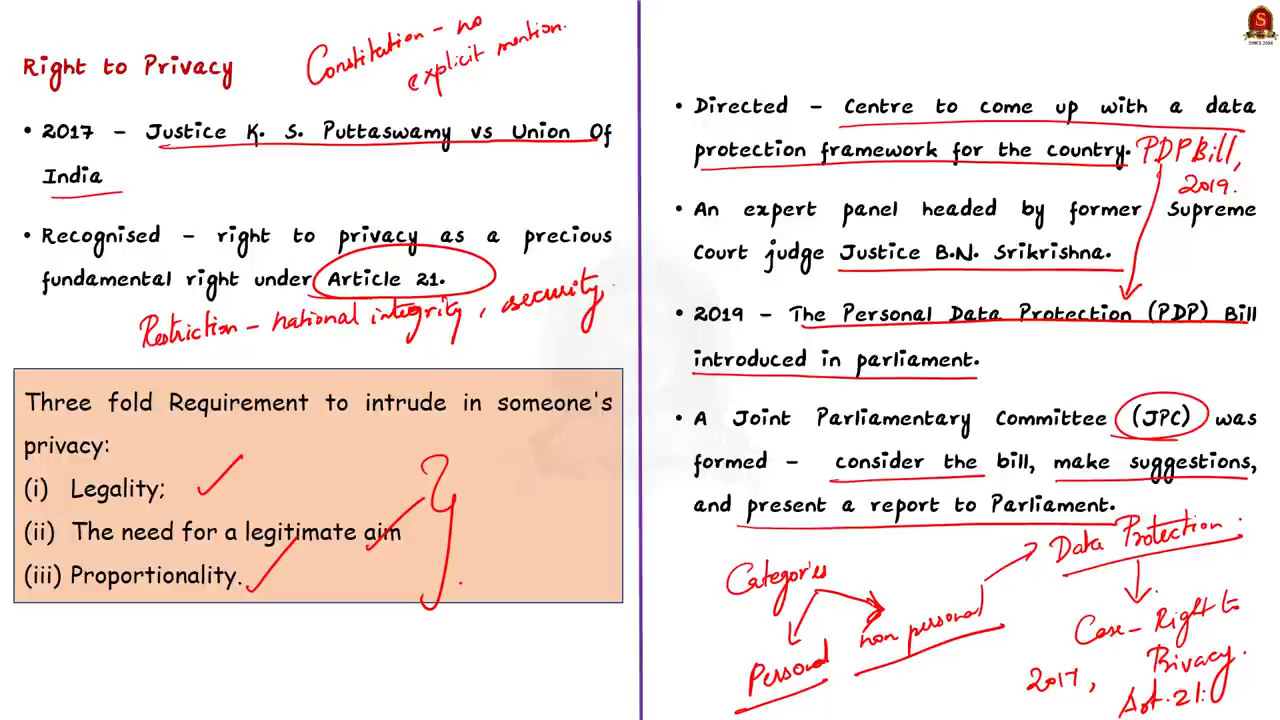 Right to Privacy
Constitution - no
explicit mention.
• 2017 - Justice K. S. Puttaswamy vs Union Of
India
• Recognised - right to privacy as a precious
fundamental right under Article 21.
Restriction - national integrity, security,
Three fold Requirement to intrude in someone's
privacy:
(i) Legality;
(ii) The need for a legitimate aim
(iii) Proportionality.
S
SINCE 2004
• Directed - Centre to come up with a data
protection framework for the country. PDP Bill,
2019.
• An expert panel headed by former Supreme
Court judge Justice B.N. Srikrishna.
• 2019 - The Personal Data Protection (PDP) Bill
introduced in parliament.
• A Joint Parliamentary Committee (JPC) was
formed - consider the bill, make suggestions,
and present a report to Parliament.
Data Protection.
Categories
non personal
Personal
Case - Right to
Privacy.
2017, Art. 21.